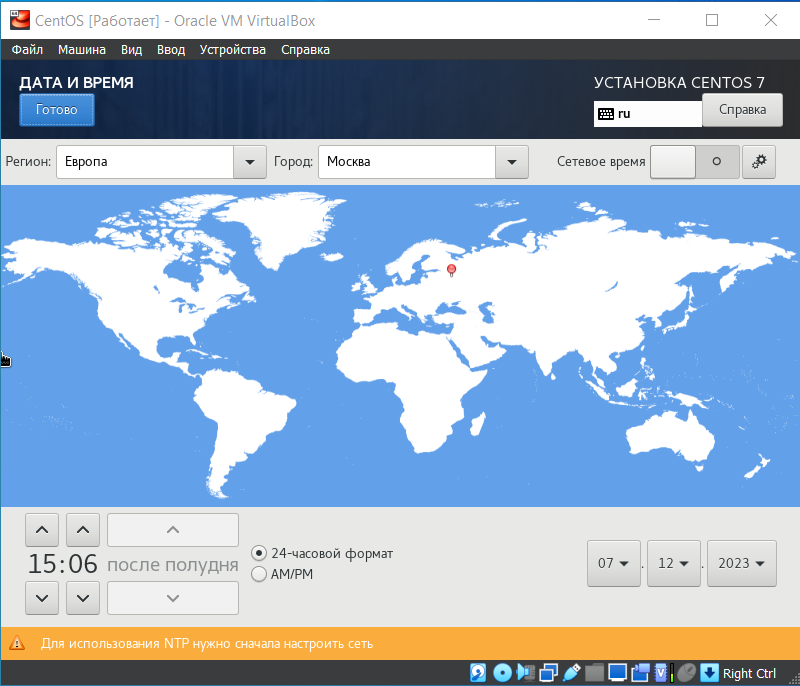 CentOS [Работает] - Oracle VM VirtualBox
Файл Машина Вид Ввод Устройства Справка
ДАТА И ВРЕМЯ
УСТАНОВКА CENTOS 7
Готово
ru
Справка
Регион: Европа Город: Москва Сетевое время
15:06 после полудня
24-часовой формат
AM/PM
07 . 12 . 2023
Для использования NTP нужно сначала настроить сеть
Right Ctrl